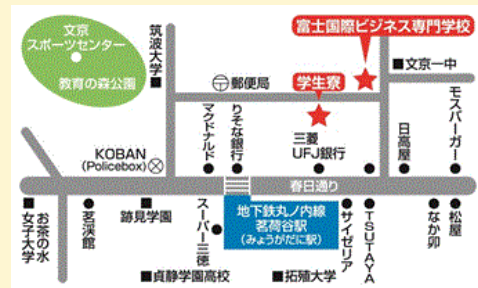 文京
スポーツセンター
教育の森公園
筑波大学
富士国際ビジネス専門学校
郵便局
学生寮
文京一中
マクドナルド
りそな銀行
三菱
UFJ銀行
日高屋
モスバーガー
KOBAN
(Policebox)
春日通り
お茶の水
女子大学
茗渓館
跡見学園
スーパー三徳
地下鉄丸ノ内線
茗荷谷駅
(みょうがだに駅)
サイゼリア
TSUTAYA
なか卯
松屋
貞静学園高校
拓殖大学